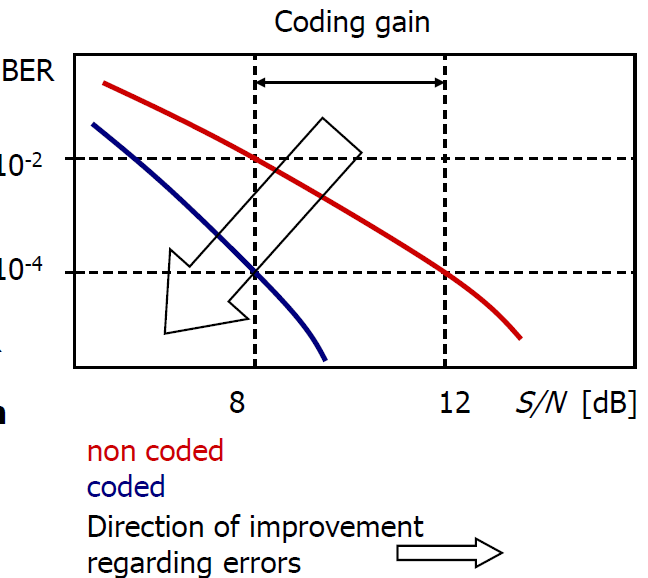 Coding gain
BER
10-2
10-4
8 12 S/N [dB]
non coded
coded
Direction of improvement
regarding errors